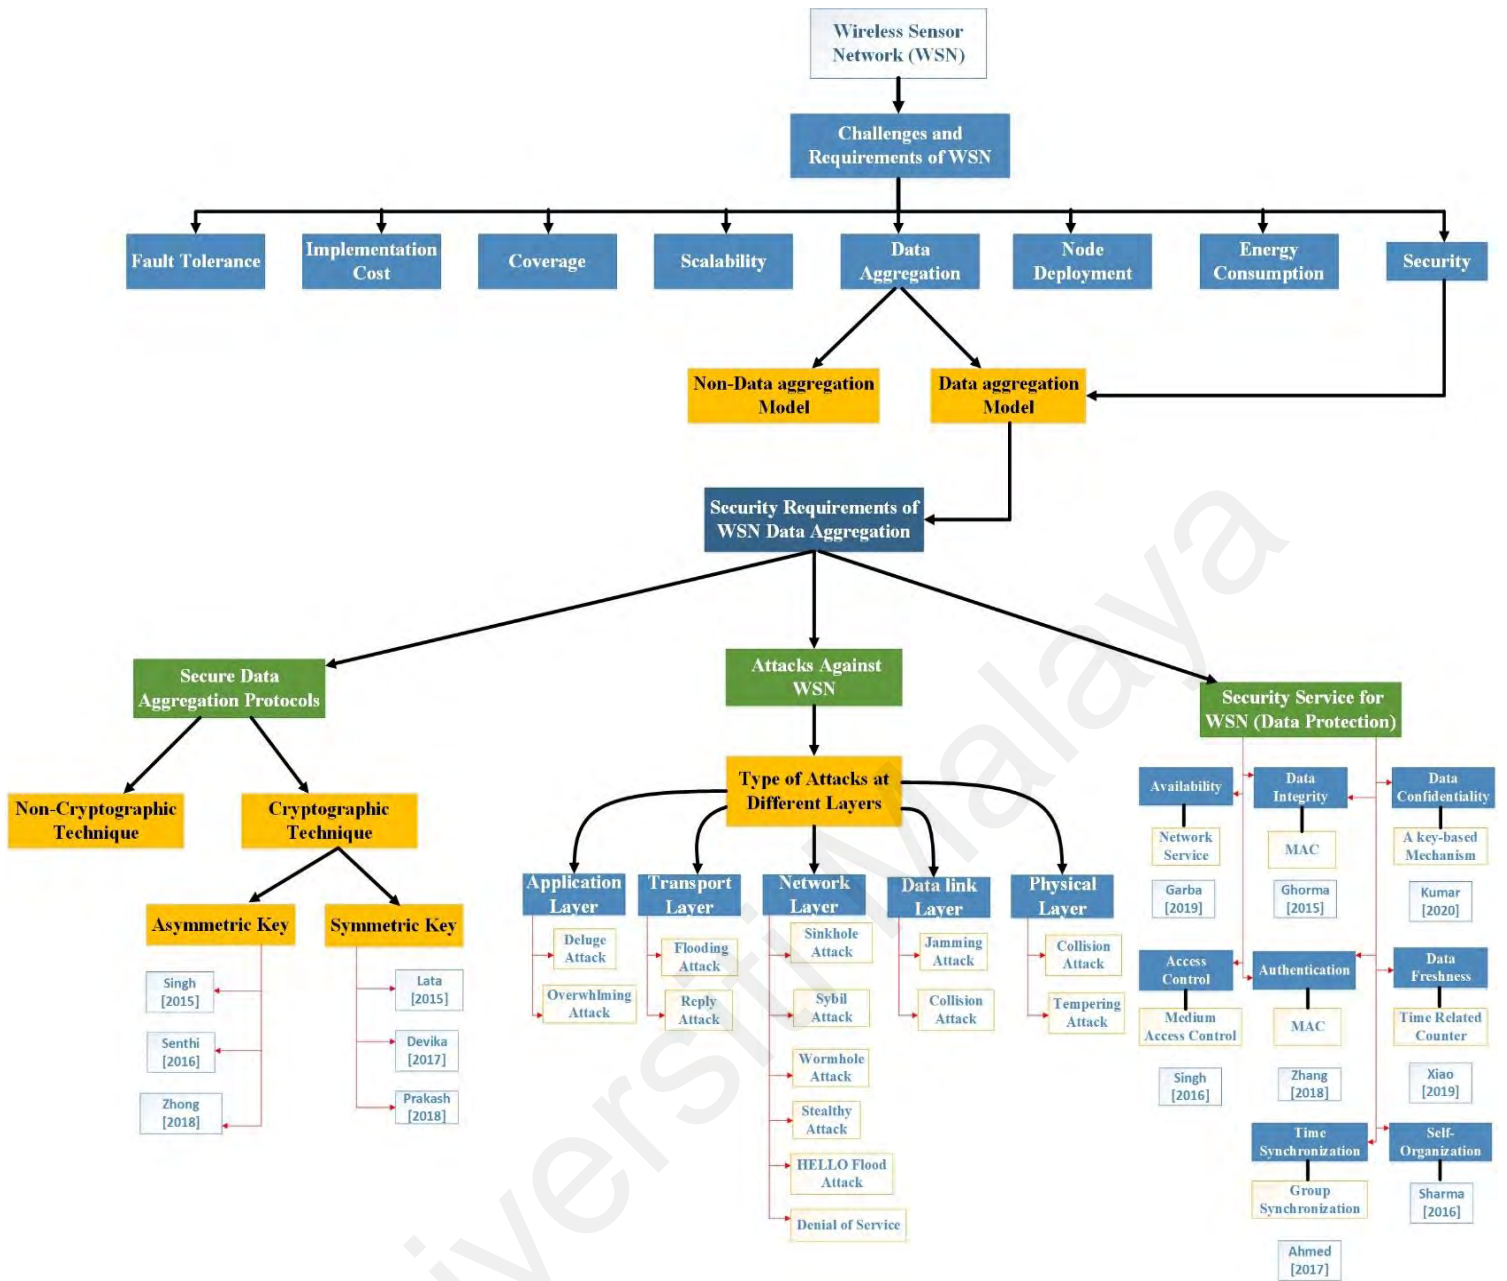 Wireless Sensor
Network (WSN)
Challenges and
Requirements of WSN
Fault Tolerance
Implementation
Cost
Coverage
Scalability
Data
Aggregation
Node
Deployment
Energy
Consumption
Security
Non-Data aggregation
Model
Data aggregation
Model
Security Requirements of
WSN Data Aggregation
Secure Data
Aggregation Protocols
Attacks Against
WSN
Security Service for
WSN (Data Protection)
Non-Cryptographic
Technique
Cryptographic
Technique
Asymmetric Key
Symmetric Key
Singh
[2015]
Senthi
[2016]
Zhong
[2018]
Lata
[2015]
Devika
[2017]
Prakash
[2018]
Type of Attacks at
Different Layers
Application
Layer
Deluge
Attack
Overwhlming
Attack
Transport
Layer
Flooding
Attack
Reply
Attack
Network
Layer
Sinkhole
Attack
Sybil
Attack
Wormhole
Attack
Stealthy
Attack
HELLO Flood
Attack
Denial of Service
Data link
Layer
Jamming
Attack
Collision
Attack
Physical
Layer
Collision
Attack
Tempering
Attack
Availability
Network
Service
Garba
[2019]
Data
Integrity
MAC
Ghorma
[2015]
Data
Confidentiality
A key-based
Mechanism
Kumar
[2020]
Access
Control
Medium
Access Control
Singh
[2016]
Authentication
MAC
Zhang
[2018]
Data
Freshness
Time Related
Counter
Xiao
[2019]
Time
Synchronization
Group
Synchronization
Ahmed
[2017]
Self-
Organization
Sharma
[2016]
versiti Malaya